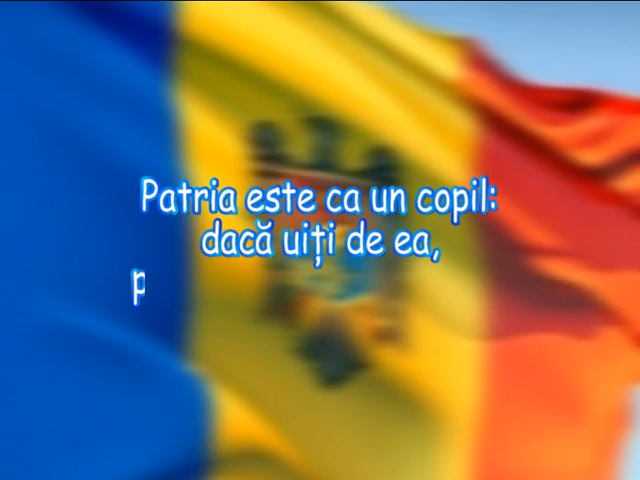 Patria este ca un copil:
dacă uiți de ea,
p